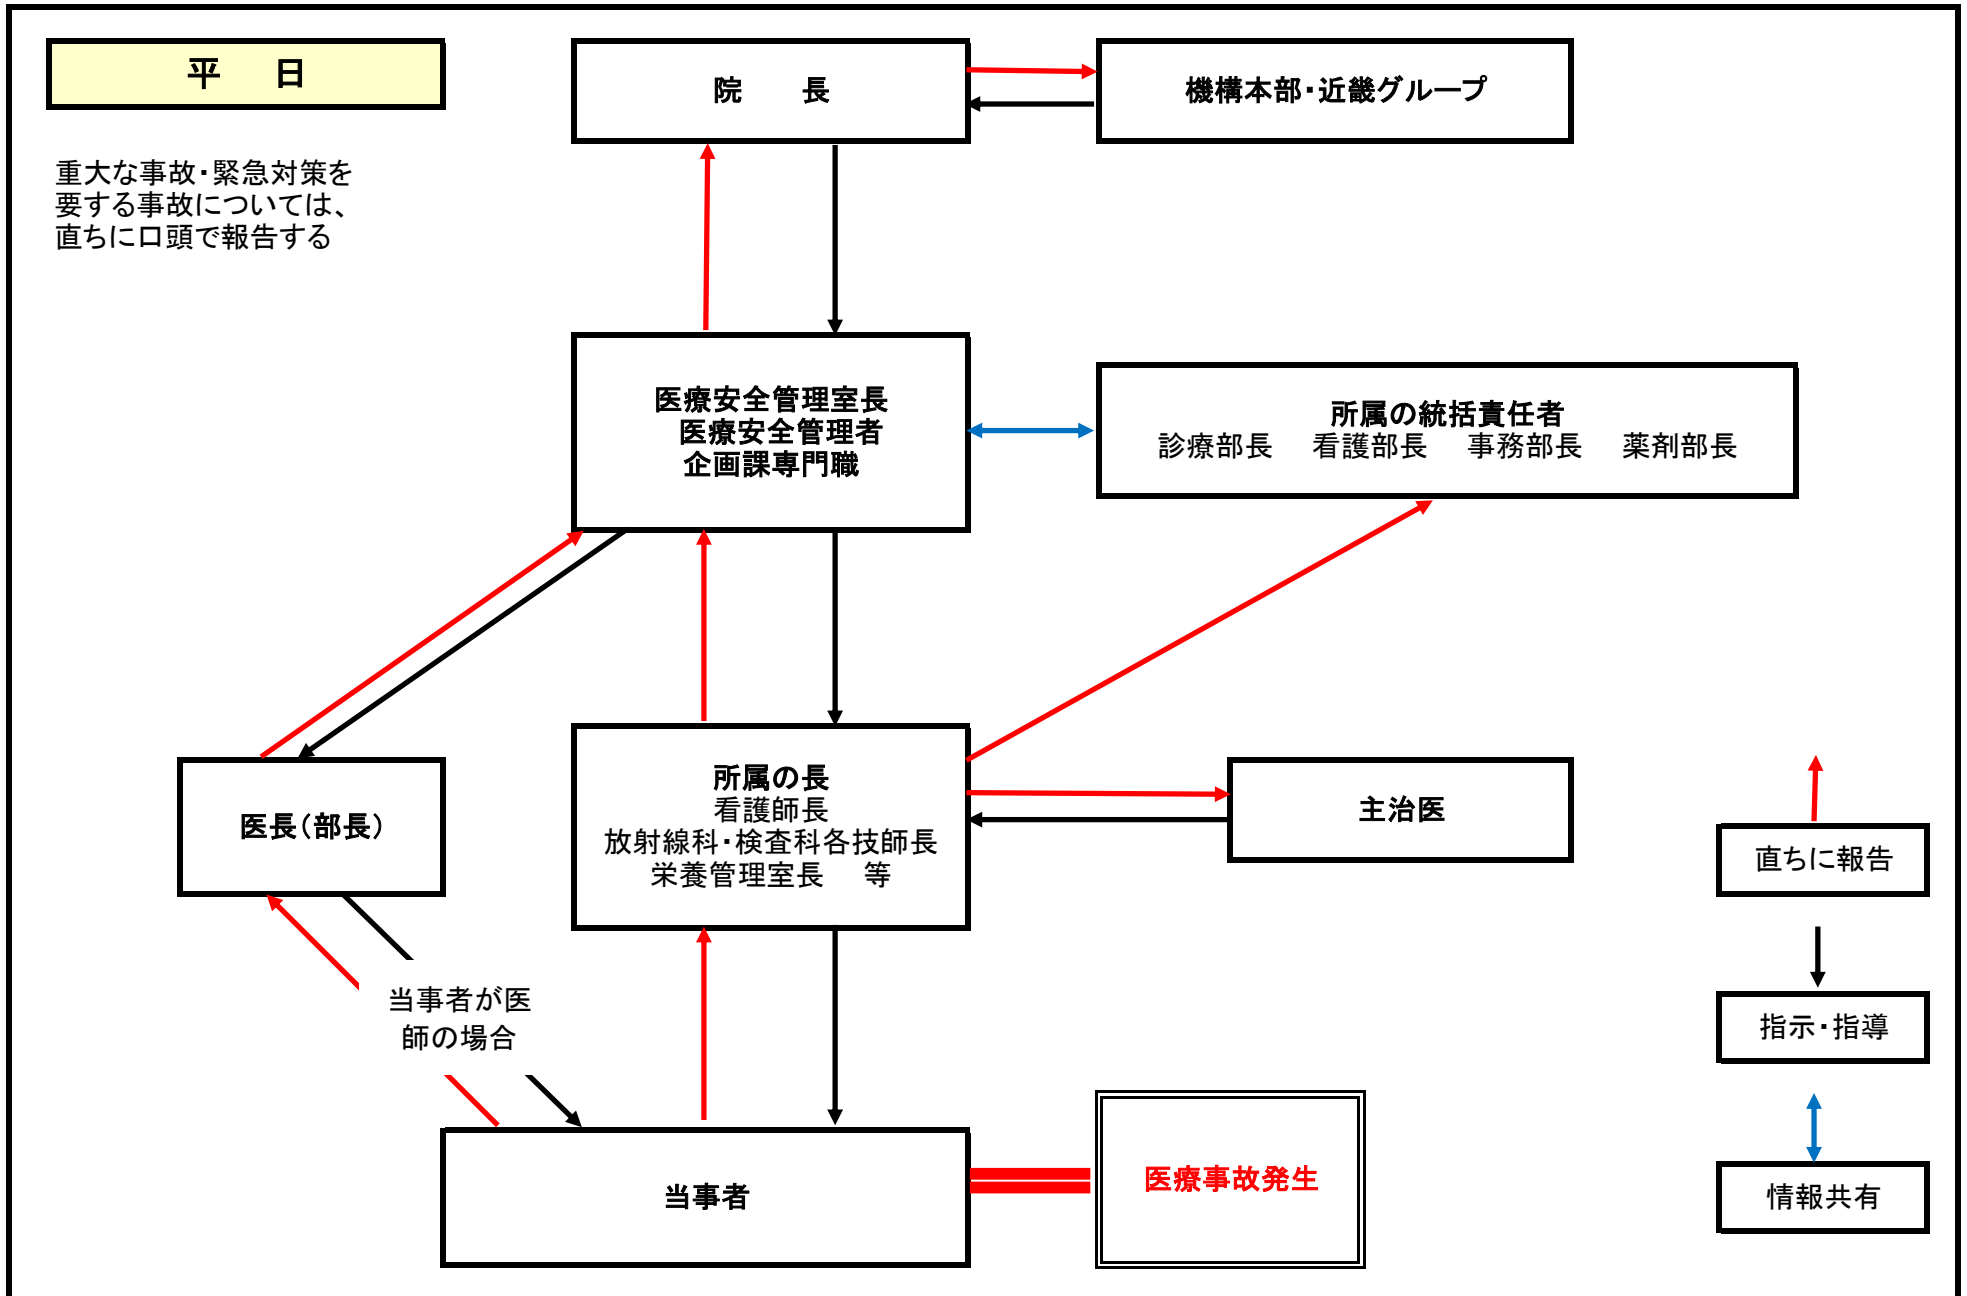 平　日
院　長
機構本部・近畿グループ
重大な事故・緊急対策を
要する事故については、
直ちに口頭で報告する
医療安全管理室長
医療安全管理者
企画課専門職
所属の統括責任者
診療部長　看護部長　事務部長　薬剤部長
医長（部長）
所属の長
看護師長
放射線科・検査科各技師長
栄養管理室長　等
主治医
直ちに報告
当事者が医
師の場合
指示・指導
当事者
医療事故発生
情報共有